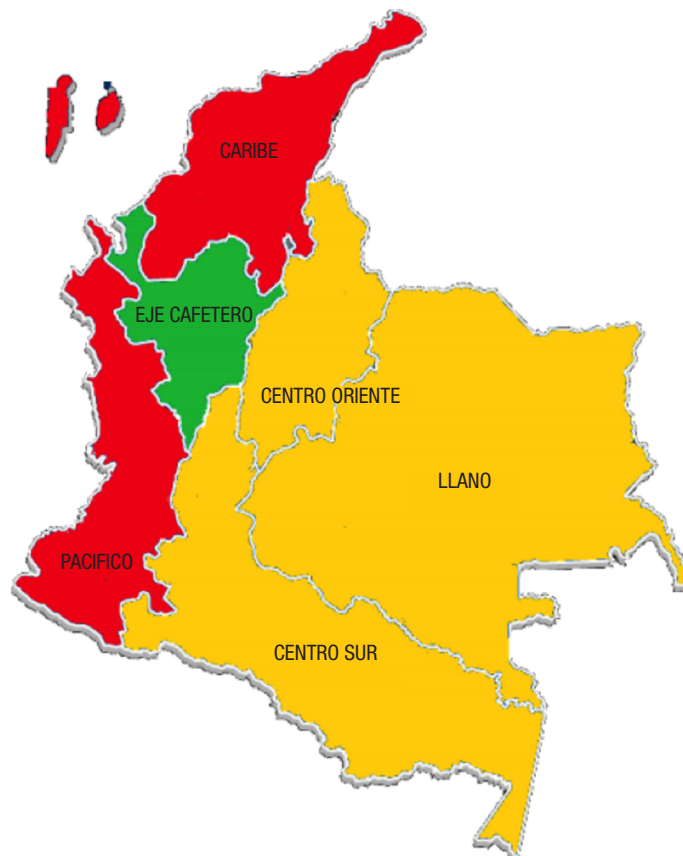 CARIBE
EJE CAFETERO
CENTRO ORIENTE
LLANO
PACIFICO
CENTRO SUR